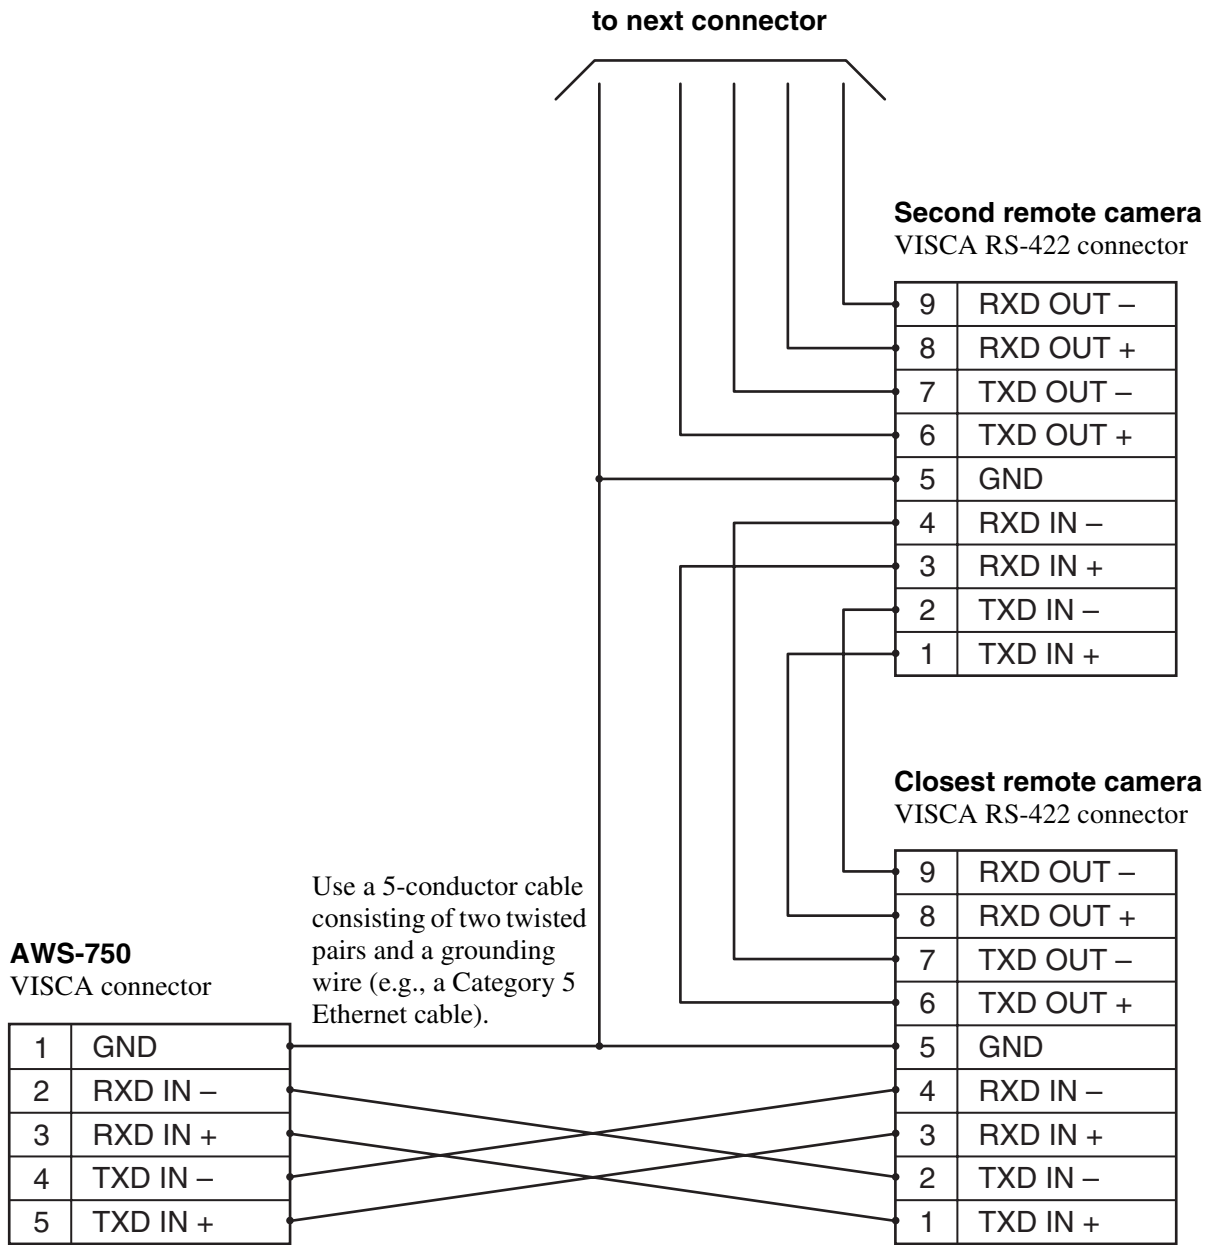 to next connector
Second remote camera
VISCA RS-422 connector
9 RXD OUT –
8 RXD OUT +
7 TXD OUT –
6 TXD OUT +
5 GND
4 RXD IN –
3 RXD IN +
2 TXD IN –
1 TXD IN +
Closest remote camera
VISCA RS-422 connector
9 RXD OUT –
8 RXD OUT +
7 TXD OUT –
6 TXD OUT +
5 GND
4 RXD IN –
3 RXD IN +
2 TXD IN –
1 TXD IN +
Use a 5-conductor cable
consisting of two twisted
pairs and a grounding
wire (e.g., a Category 5
Ethernet cable).
AWS-750
VISCA connector
1 GND
2 RXD IN –
3 RXD IN +
4 TXD IN –
5 TXD IN +